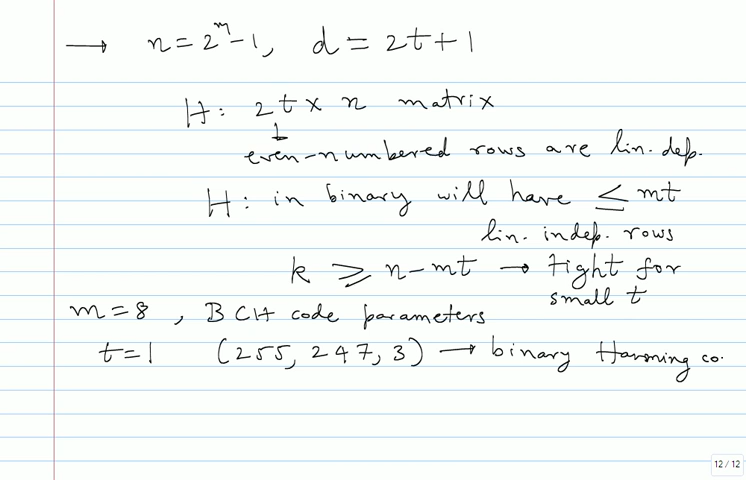 → n = 2^m - 1, d = 2t + 1
H: 2t x n matrix
↓
even-numbered rows are lin. dep.
H: in binary will have ≤ mt
lin. indep. rows
k ≥ n - mt → tight for
small t
m = 8, BCH code parameters
t = 1 (255, 247, 3) → binary Hamming co.
12 / 12